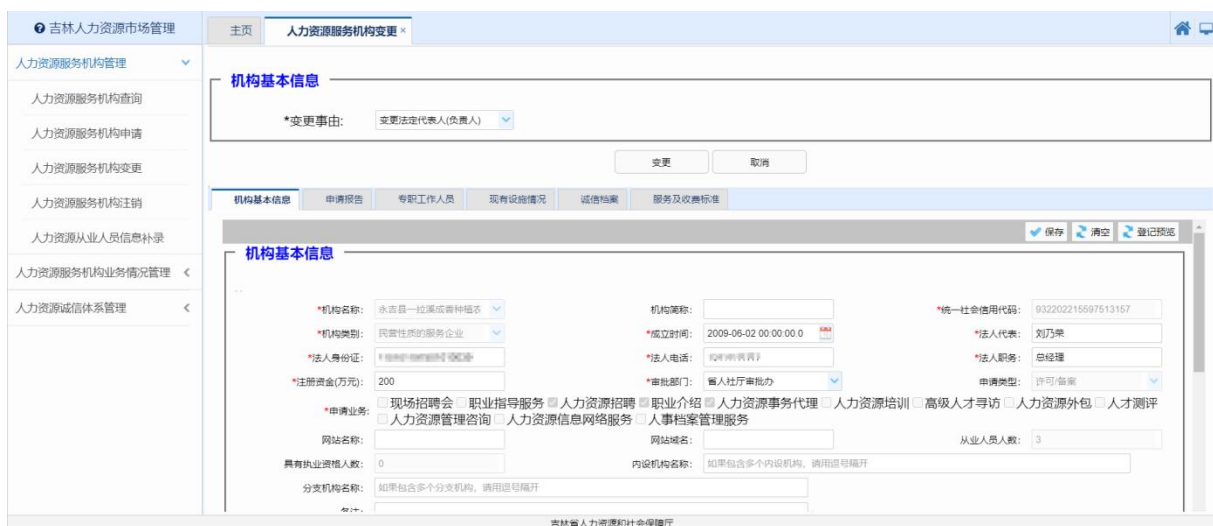 吉林人力资源市场管理
主页 人力资源服务机构变更 ×
人力资源服务机构管理
人力资源服务机构查询
人力资源服务机构申请
人力资源服务机构变更
人力资源服务机构注销
人力资源从业人员信息补录
人力资源服务机构业务情况管理
人力资源诚信体系管理
机构基本信息
*变更事由: 变更法定代表人(负责人)
变更 取消
机构基本信息 申请报告 专职工作人员 现有设施情况 诚信档案 服务及收费标准
保存 清空 登记预览
机构基本信息
*机构名称: 永吉县一拉溪成香种植农 机构简称: *统一社会信用代码: 932202215597513157
*机构类别: 民营性质的服务企业 *成立时间: 2009-06-02 00:00:00.0 *法人代表: 刘乃荣
*法人身份证: *法人电话: *法人职务: 总经理
*注册资金(万元): 200 *审批部门: 省人社厅审批办 申请类型: 许可/备案
*申请业务: 现场招聘会 职业指导服务 人力资源招聘 职业介绍 人力资源事务代理 人力资源培训 高级人才寻访 人力资源外包 人才测评
人力资源管理咨询 人力资源信息网络服务 人事档案管理服务
网站名称: 网站域名: 从业人员人数: 3
具有执业资格人数: 0 内设机构名称: 如果包含多个内设机构，请用逗号隔开
分支机构名称: 如果包含多个分支机构，请用逗号隔开
备注:
吉林省人力资源和社会保障厅